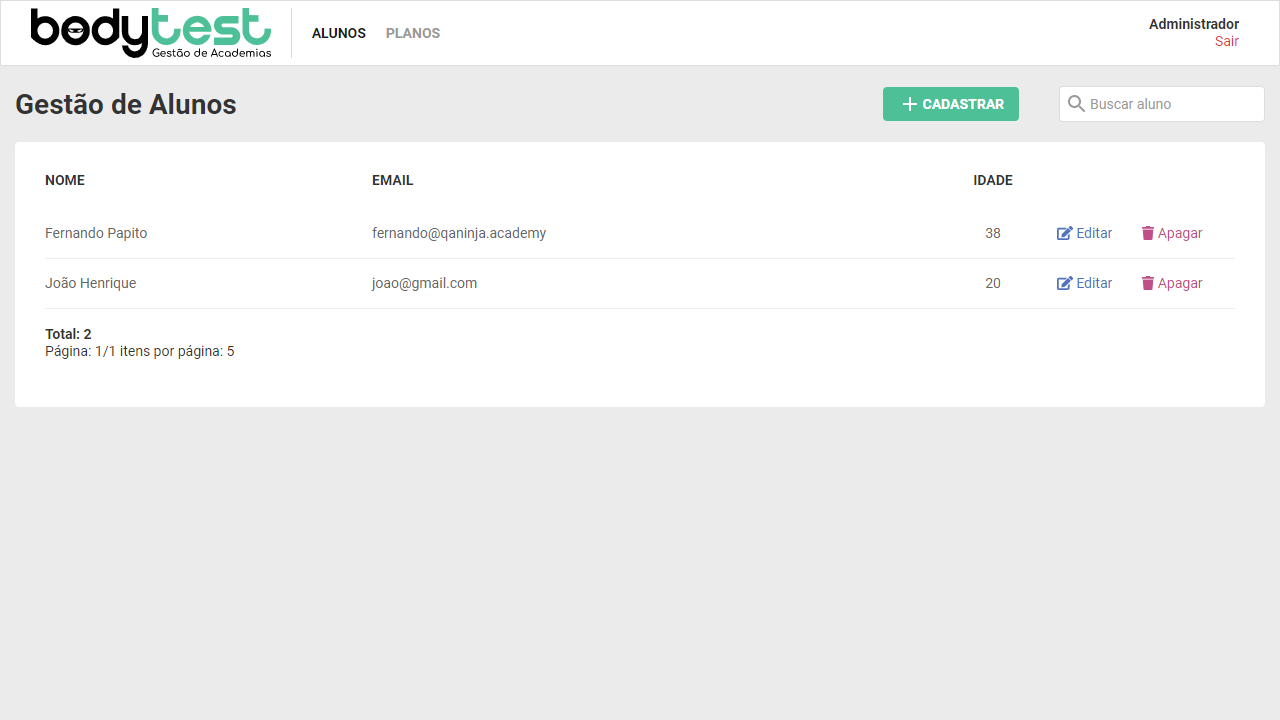 bodytest
Gestão de Academias
ALUNOS PLANOS
Administrador
Sair
Gestão de Alunos
CADASTRAR
Buscar aluno
NOME EMAIL IDADE
Fernando Papito fernando@qaninja.academy 38 Editar Apagar
João Henrique joao@gmail.com 20 Editar Apagar
Total: 2
Página: 1/1 itens por página: 5